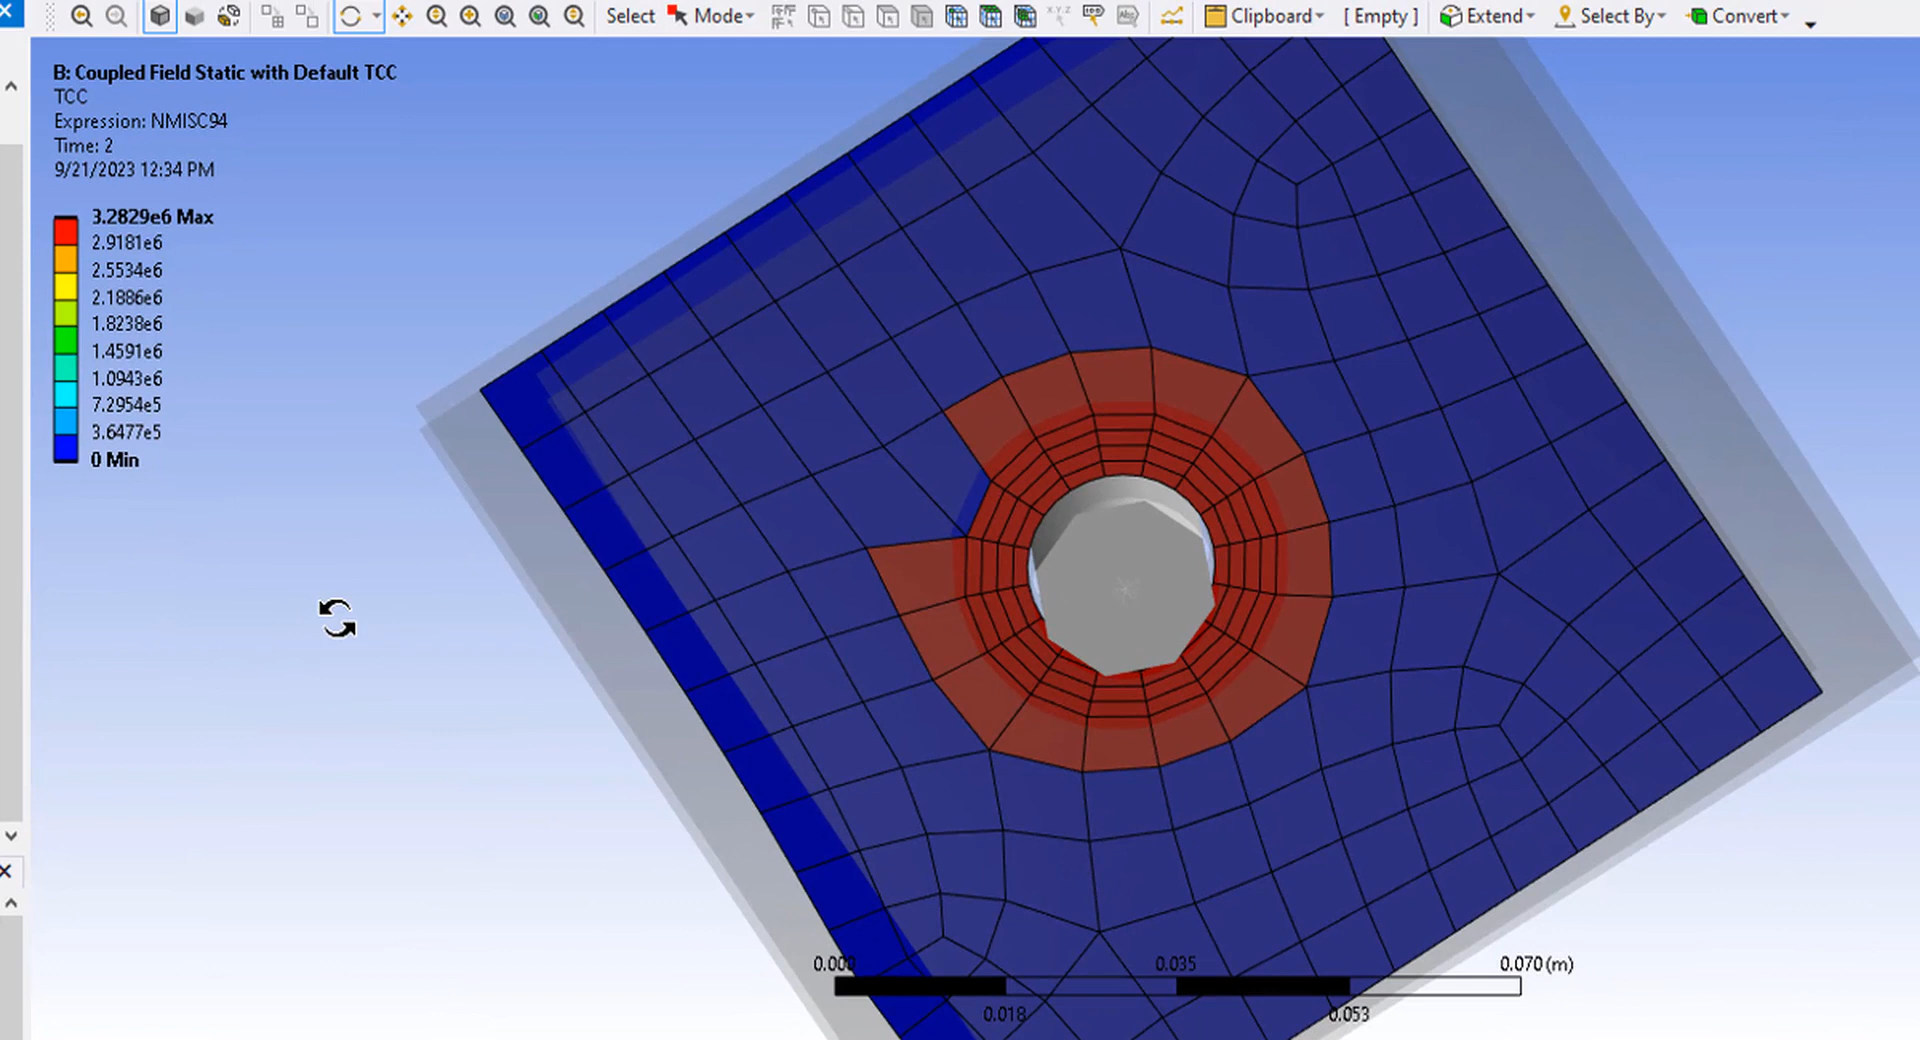 Select Mode Clipboard [ Empty ] Extend Select By Convert
B: Coupled Field Static with Default TCC
TCC
Expression: NMISC94
Time: 2
9/21/2023 12:34 PM
3.2829e6 Max
2.9181e6
2.5534e6
2.1886e6
1.8238e6
1.4591e6
1.0943e6
7.2954e5
3.6477e5
0 Min
0.000 0.035 0.070 (m)
0.018 0.053